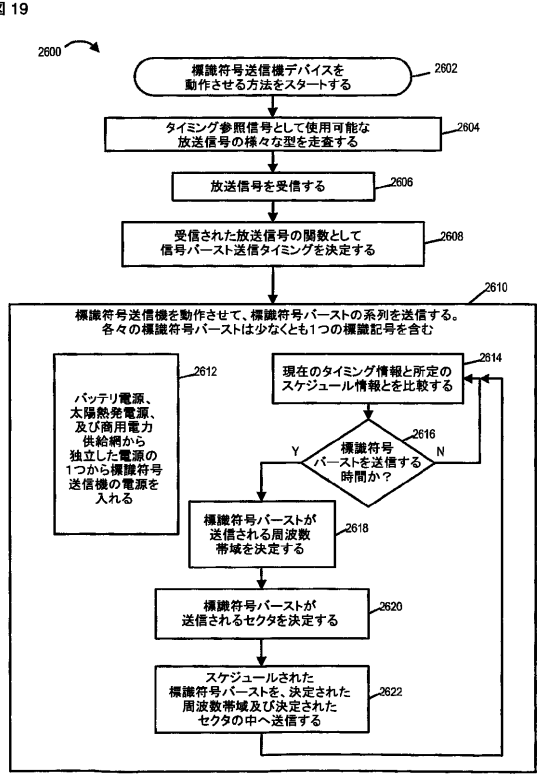 図 19
2600
標識符号送信機デバイスを
動作させる方法をスタートする
2602
タイミング参照信号として使用可能な
放送信号の様々な型を走査する
2604
放送信号を受信する
2606
受信された放送信号の関数として
信号バースト送信タイミングを決定する
2608
2610
標識符号送信機を動作させて、標識符号バーストの系列を送信する。
各々の標識符号バーストは少なくとも1つの標識記号を含む
2612
バッテリ電源、
太陽熱発電源、
及び商用電力
供給網から
独立した電源の
1つから標識符号
送信機の電源を
入れる
2614
現在のタイミング情報と所定の
スケジュール情報とを比較する
2616
標識符号
バーストを送信する
時間か?
Y
N
標識符号バーストが
送信される周波数
帯域を決定する
2618
標識符号バーストが
送信されるセクタを決定する
2620
スケジュールされた
標識符号バーストを、決定された
周波数帯域及び決定された
セクタの中へ送信する
2622